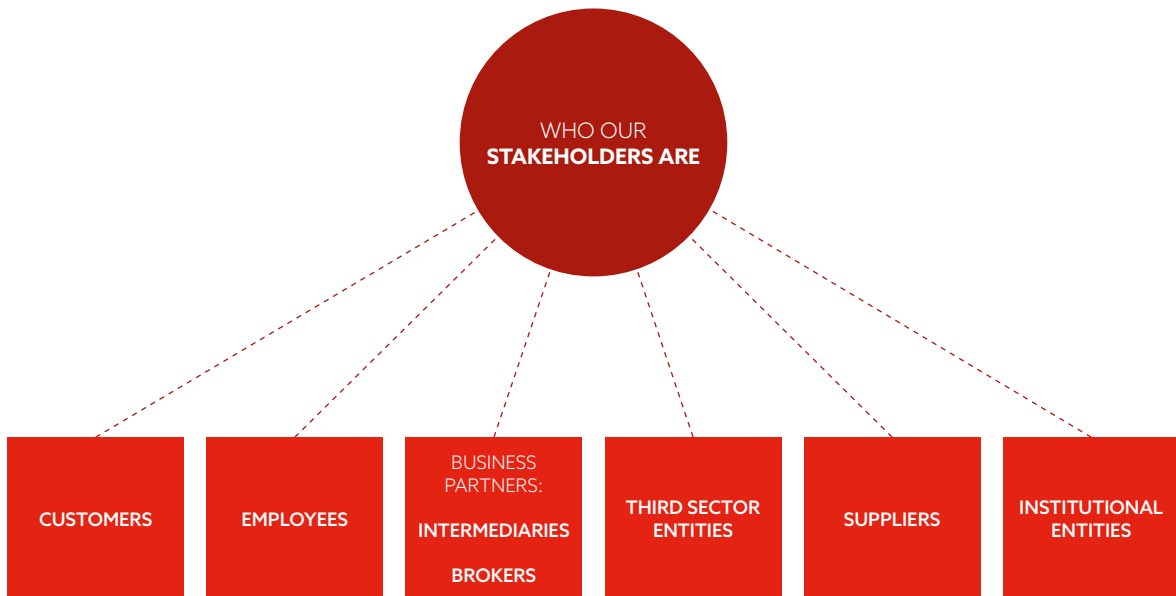 WHO OUR
STAKEHOLDERS ARE
CUSTOMERS
EMPLOYEES
BUSINESS
PARTNERS:
INTERMEDIARIES
BROKERS
THIRD SECTOR
ENTITIES
SUPPLIERS
INSTITUTIONAL
ENTITIES